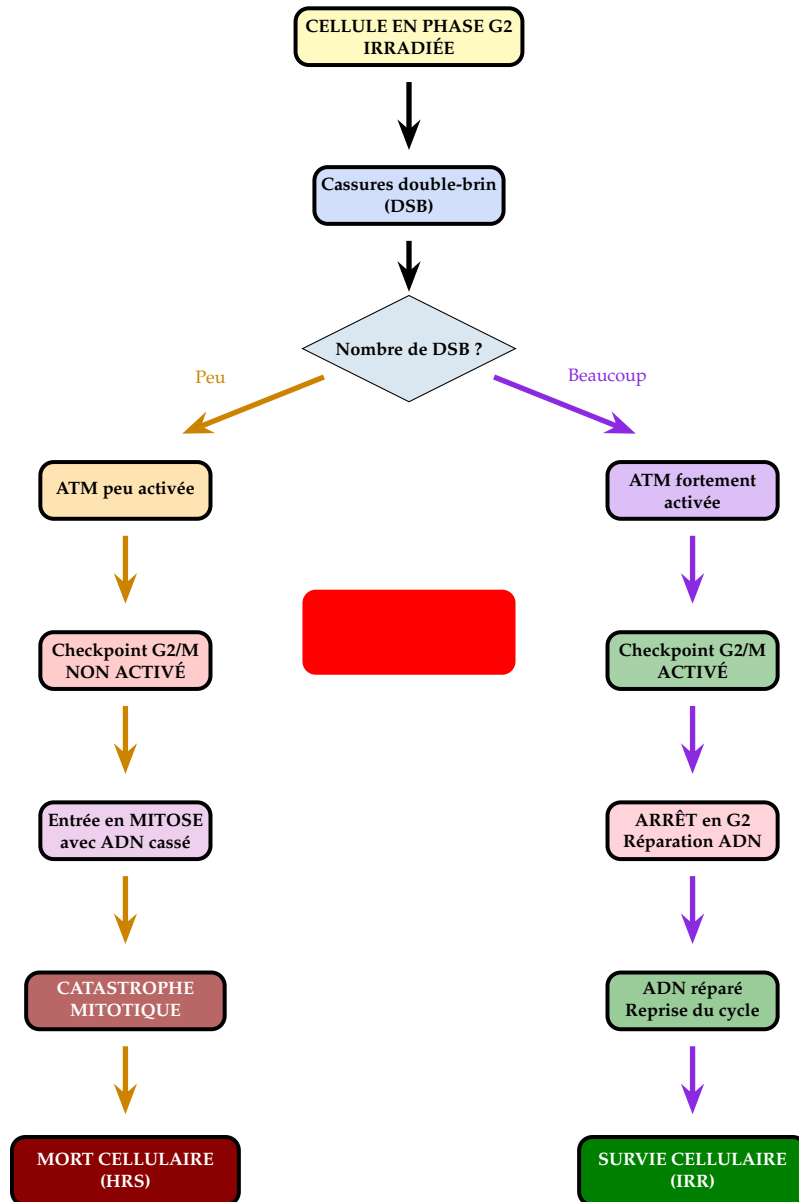 CELLULE EN PHASE G2
IRRADIÉE
Cassures double-brin
(DSB)
Nombre de DSB ?
Peu
Beaucoup
ATM peu activée
ATM fortement
activée
Checkpoint G2/M
NON ACTIVÉ
Checkpoint G2/M
ACTIVÉ
Entrée en MITOSE
avec ADN cassé
ARRÊT en G2
Réparation ADN
CATASTROPHE
MITOTIQUE
ADN réparé
Reprise du cycle
MORT CELLULAIRE
(HRS)
SURVIE CELLULAIRE
(IRR)